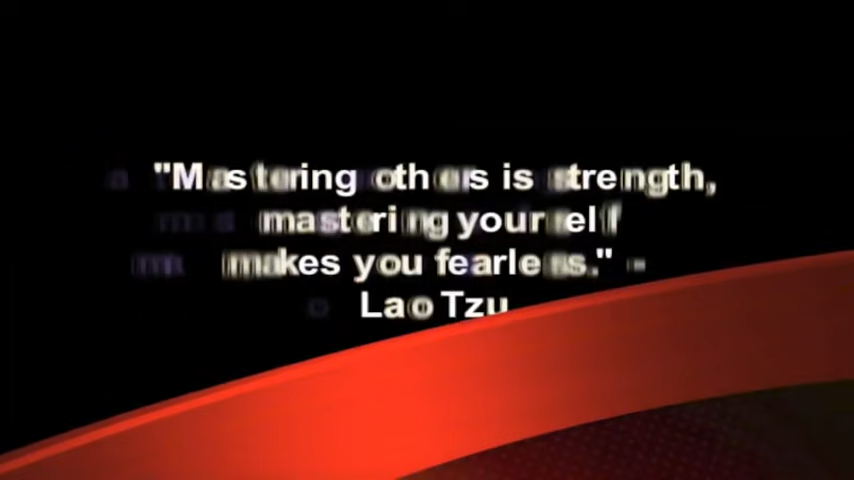 "Mastering others is strength,
mastering yourself
makes you fearless." -
Lao Tzu